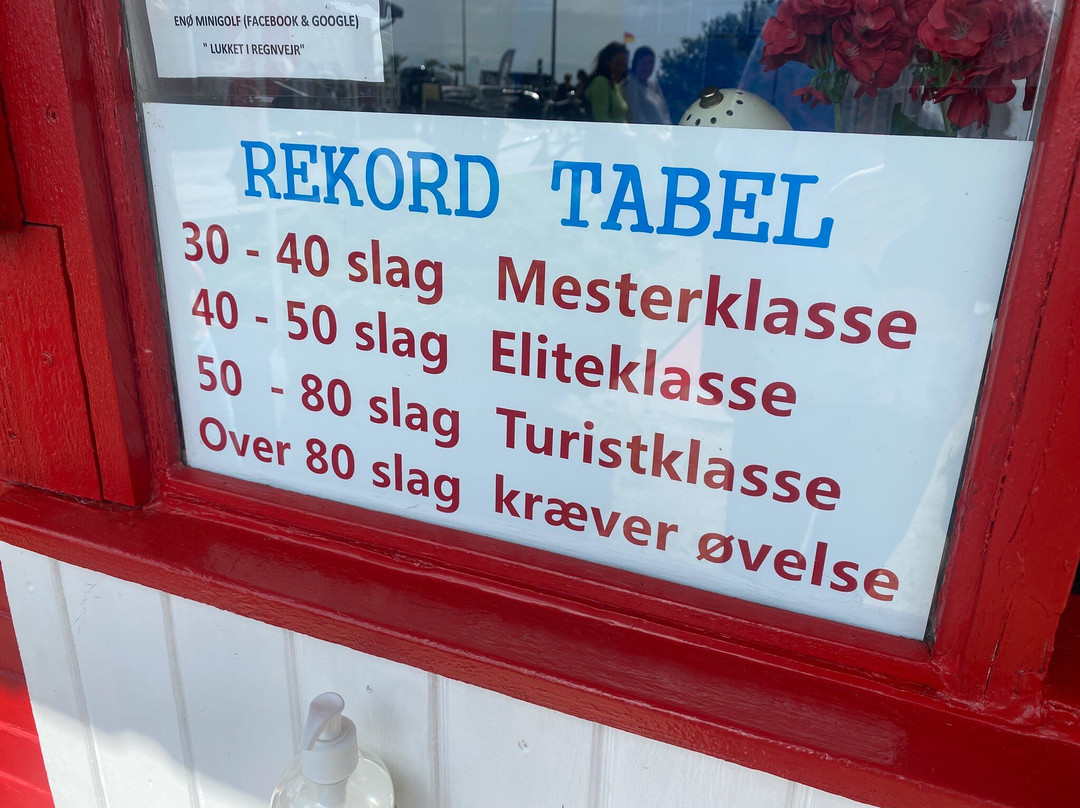 ENØ MINIGOLF (FACEBOOK & GOOGLE)
" LUKKET I REGNVEJR"
REKORD TABEL
30 - 40 slag Mesterklasse
40 - 50 slag Eliteklasse
50 - 80 slag Turistklasse
Over 80 slag kræver øvelse